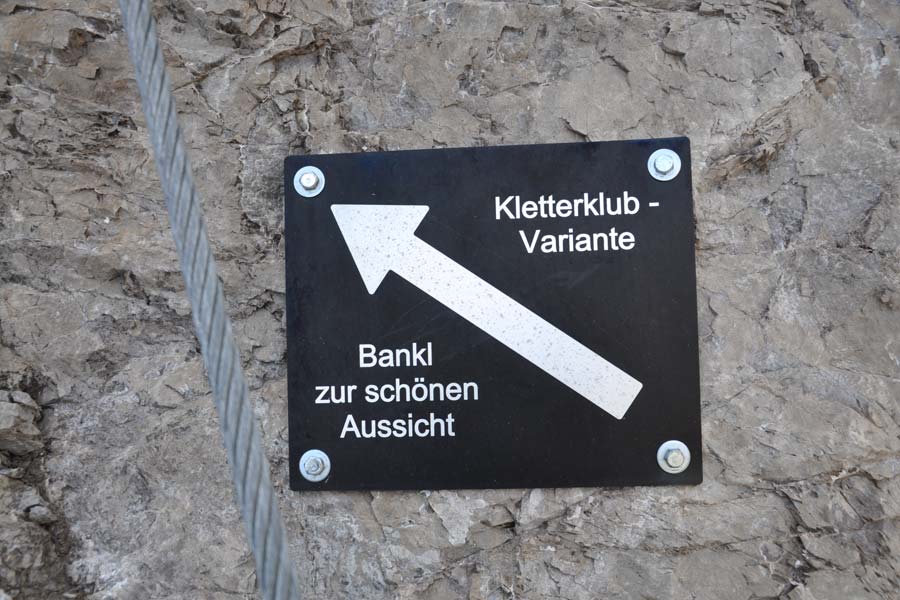 Kletterklub -
Variante
Bankl
zur schönen
Aussicht